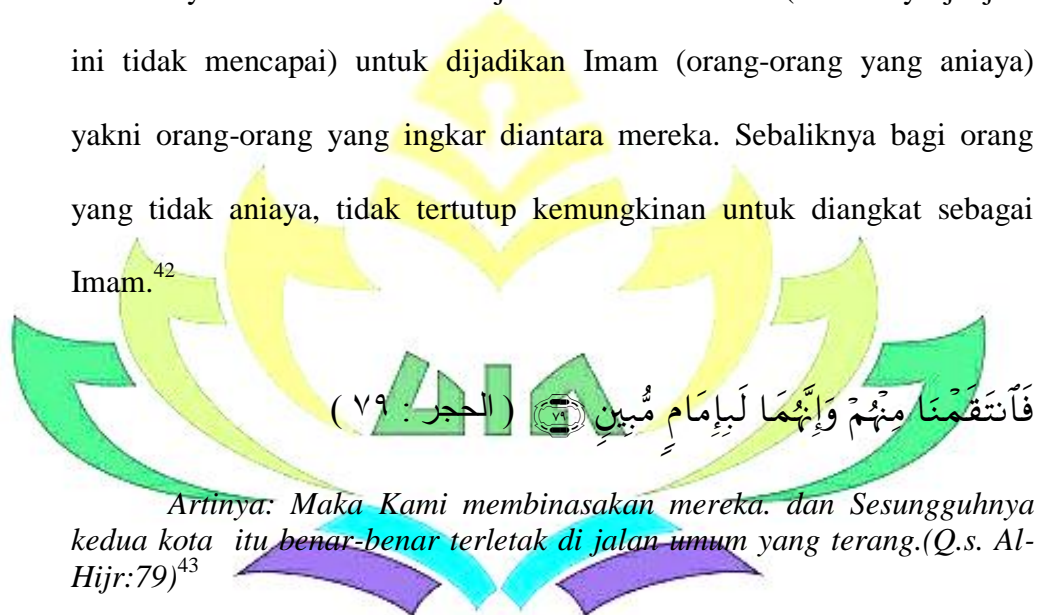 ini tidak mencapai) untuk dijadikan Imam (orang-orang yang aniaya)
yakni orang-orang yang ingkar diantara mereka. Sebaliknya bagi orang
yang tidak aniaya, tidak tertutup kemungkinan untuk diangkat sebagai
Imam.42
فَٱنتَقَمۡنَا مِنۡهُمۡ وَإِنَّهُمَا لَبِإِمَامٖ مُّبِينٖ ٧٩ ( الحجر : ٧٩ )
Artinya: Maka Kami membinasakan mereka. dan Sesungguhnya
kedua kota itu benar-benar terletak di jalan umum yang terang.(Q.s. Al-
Hijr:79)43